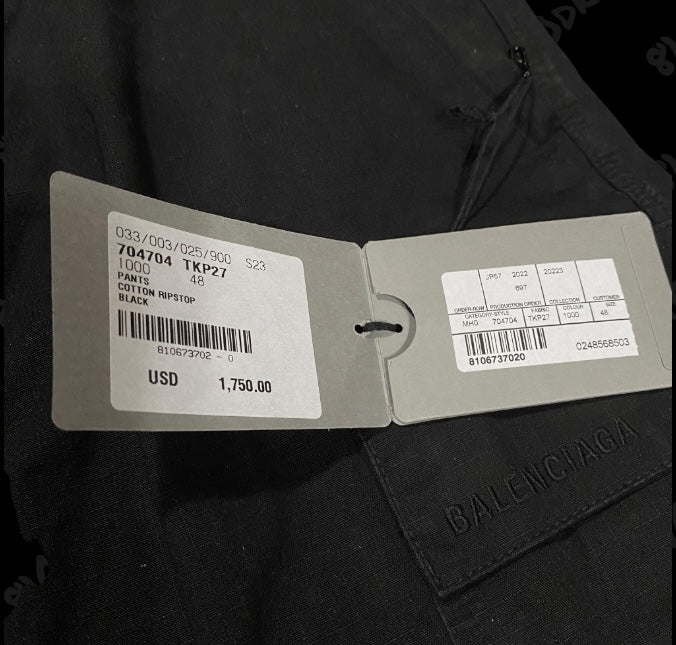 033/003/025/900 S23
704704 TKP27
1000 48
PANTS
COTTON RIPSTOP
BLACK
810673702 - 0
USD 1,750.00
JP57 2022 20223
697
ORDER-ROW PRODUCTION ORDER COLLECTION CUSTOMER
CATEGORY-STYLE FABRIC COLOUR SIZE
MHO 704704 TKP27 1000 48
8106737020 0248568503
BALENCIAGA